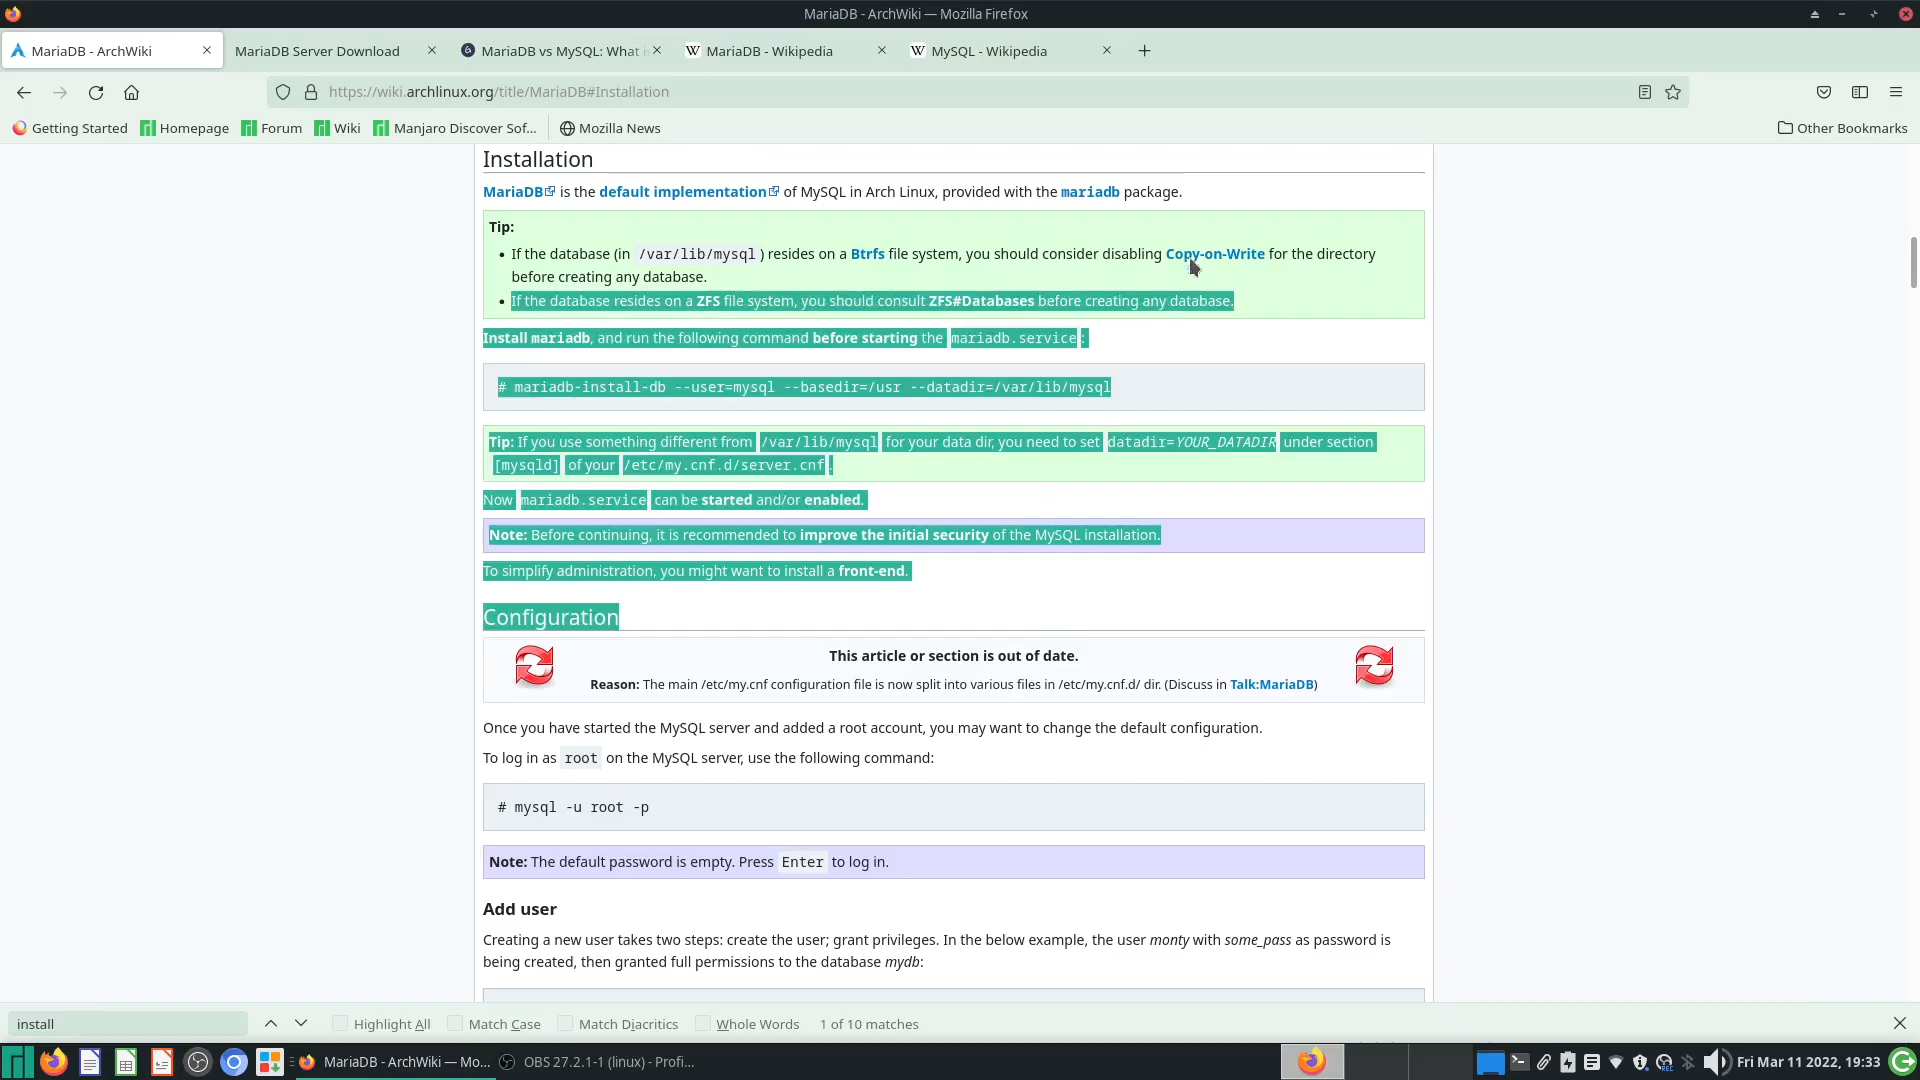 MariaDB - ArchWiki — Mozilla Firefox
MariaDB - ArchWiki
MariaDB Server Download
MariaDB vs MySQL: What
MariaDB - Wikipedia
MySQL - Wikipedia
https://wiki.archlinux.org/title/MariaDB#Installation
Getting Started
Homepage
Forum
Wiki
Manjaro Discover Sof...
Mozilla News
Other Bookmarks
Installation
MariaDB is the default implementation of MySQL in Arch Linux, provided with the mariadb package.
Tip:
• If the database (in /var/lib/mysql ) resides on a Btrfs file system, you should consider disabling Copy-on-Write for the directory
before creating any database.
• If the database resides on a ZFS file system, you should consult ZFS#Databases before creating any database.
Install mariadb, and run the following command before starting the mariadb.service :
# mariadb-install-db --user=mysql --basedir=/usr --datadir=/var/lib/mysql
Tip: If you use something different from /var/lib/mysql for your data dir, you need to set datadir=YOUR_DATADIR under section
[mysqld] of your /etc/my.cnf.d/server.cnf .
Now mariadb.service can be started and/or enabled.
Note: Before continuing, it is recommended to improve the initial security of the MySQL installation.
To simplify administration, you might want to install a front-end.
Configuration
This article or section is out of date.
Reason: The main /etc/my.cnf configuration file is now split into various files in /etc/my.cnf.d/ dir. (Discuss in Talk:MariaDB)
Once you have started the MySQL server and added a root account, you may want to change the default configuration.
To log in as root on the MySQL server, use the following command:
# mysql -u root -p
Note: The default password is empty. Press Enter to log in.
Add user
Creating a new user takes two steps: create the user; grant privileges. In the below example, the user monty with some_pass as password is
being created, then granted full permissions to the database mydb:
install
Highlight All
Match Case
Match Diacritics
Whole Words
1 of 10 matches
MariaDB - ArchWiki — Mo...
OBS 27.2.1-1 (linux) - Profi...
REC
Fri Mar 11 2022, 19:33